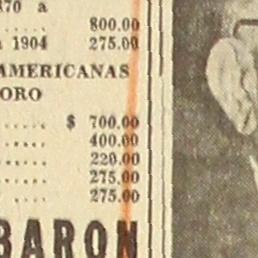 870 a
800.00
a 1904 275.00
AMERICANAS
ORO
..... $ 700.00
..... 400.00
..... 220.00
.... 275.00
.... 275.00
BARON